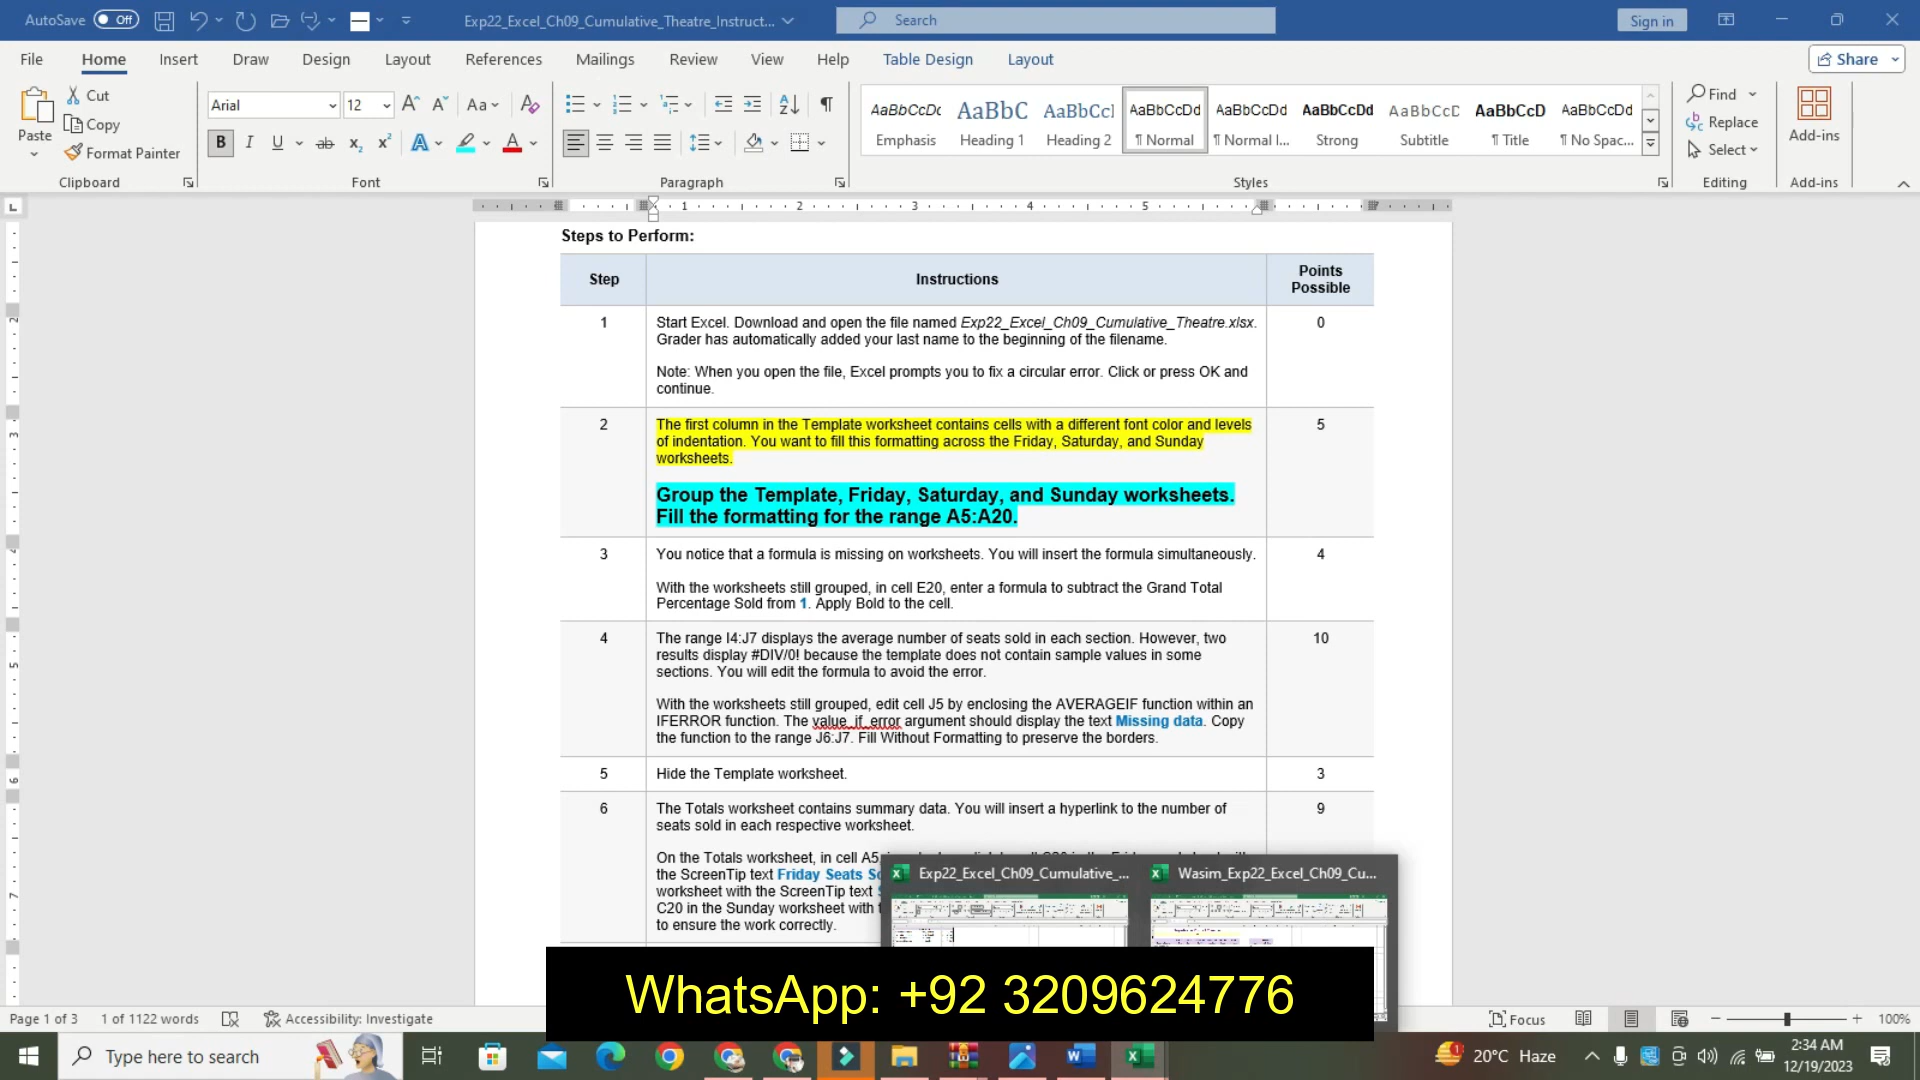 AutoSave Off Exp22_Excel_Ch09_Cumulative_Theatre_Instruct... Search Sign in
File Home Insert Draw Design Layout References Mailings Review View Help Table Design Layout Share
Paste Cut Copy Format Painter Clipboard
Arial 12 Font
Paragraph
AaBbCcDc AaBbC AaBbCcl AaBbCcDd AaBbCcDd AaBbCcDd AaBbCcD AaBbCcD AaBbCcDd
Emphasis Heading 1 Heading 2 ¶ Normal ¶ Normal I... Strong Subtitle ¶ Title ¶ No Spac...
Styles
Find Replace Select Editing
Add-ins Add-ins
1 2 3 4 5
Steps to Perform:
Step Instructions Points
Possible
1 Start Excel. Download and open the file named Exp22_Excel_Ch09_Cumulative_Theatre.xlsx. 0
Grader has automatically added your last name to the beginning of the filename.
Note: When you open the file, Excel prompts you to fix a circular error. Click or press OK and
continue.
2 The first column in the Template worksheet contains cells with a different font color and levels 5
of indentation. You want to fill this formatting across the Friday, Saturday, and Sunday
worksheets.
Group the Template, Friday, Saturday, and Sunday worksheets.
Fill the formatting for the range A5:A20.
3 You notice that a formula is missing on worksheets. You will insert the formula simultaneously. 4
With the worksheets still grouped, in cell E20, enter a formula to subtract the Grand Total
Percentage Sold from 1. Apply Bold to the cell.
4 The range I4:J7 displays the average number of seats sold in each section. However, two 10
results display #DIV/0! because the template does not contain sample values in some
sections. You will edit the formula to avoid the error.
With the worksheets still grouped, edit cell J5 by enclosing the AVERAGEIF function within an
IFERROR function. The value_if_error argument should display the text Missing data. Copy
the function to the range J6:J7. Fill Without Formatting to preserve the borders.
5 Hide the Template worksheet. 3
6 The Totals worksheet contains summary data. You will insert a hyperlink to the number of 9
seats sold in each respective worksheet.
On the Totals worksheet, in cell A5
the ScreenTip text Friday Seats
worksheet with the ScreenTip text
C20 in the Sunday worksheet with
to ensure the work correctly.
Exp22_Excel_Ch09_Cumulative_... Wasim_Exp22_Excel_Ch09_Cu...
WhatsApp: +92 3209624776
Page 1 of 3 1 of 1122 words Accessibility: Investigate Focus 100%
Type here to search 20°C Haze 2:34 AM
12/19/2023